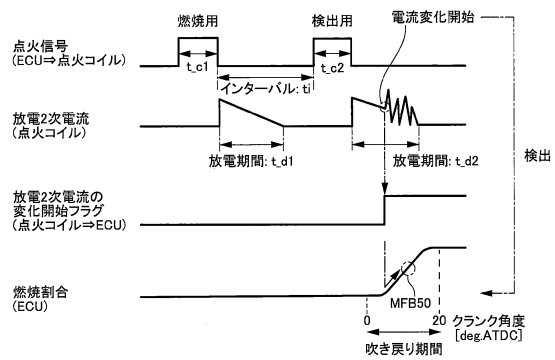 燃焼用
検出用
電流変化開始
点火信号
(ECU⇒点火コイル)
t_c1
t_c2
インターバル: ti
放電2次電流
(点火コイル)
放電期間: t_d1
放電期間: t_d2
検出
放電2次電流の
変化開始フラグ
(点火コイル⇒ECU)
燃焼割合
(ECU)
MFB50
0
20
クランク角度
[deg.ATDC]
吹き戻り期間